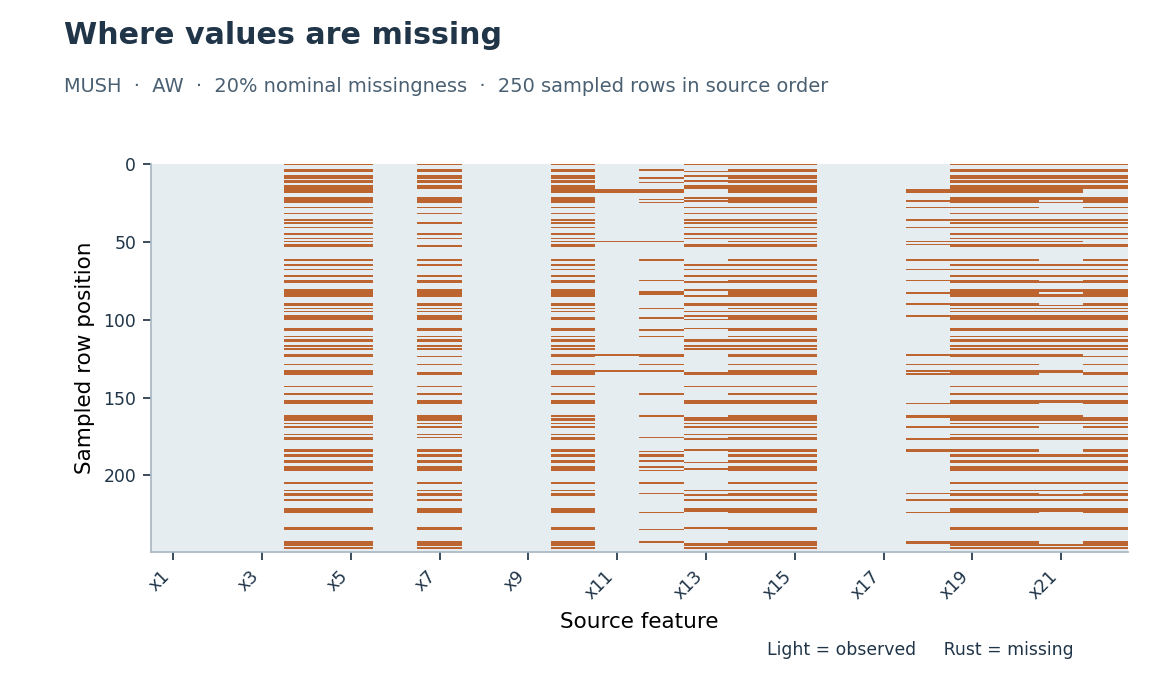 Where values are missing
MUSH · AW · 20% nominal missingness · 250 sampled rows in source order
0
50
100
150
200
Sampled row position
x1
x3
x5
x7
x9
x11
x13
x15
x17
x19
x21
Source feature
Light = observed Rust = missing